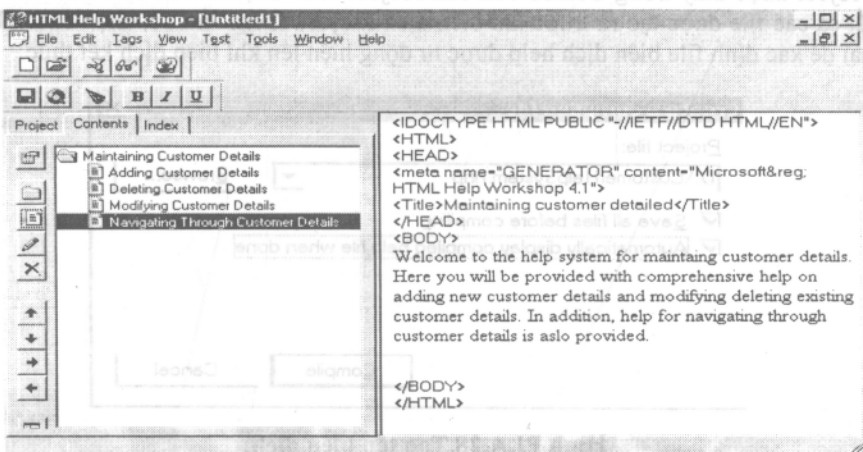 HTML Help Workshop - [Untitled1]
File Edit Tags View Test Tools Window Help
B I U
Project Contents Index
Maintaining Customer Details
Adding Customer Details
Deleting Customer Details
Modifying Customer Details
Navigating Through Customer Details
<!DOCTYPE HTML PUBLIC "-//IETF//DTD HTML//EN">
<HTML>
<HEAD>
<meta name="GENERATOR" content="Microsoft&reg;
HTML Help Workshop 4.1">
<Title>Maintaining customer detailed</Title>
</HEAD>
<BODY>
Welcome to the help system for maintaing customer details.
Here you will be provided with comprehensive help on
adding new customer details and modifying deleting existing
customer details. In addition, help for navigating through
customer details is aslo provided.
</BODY>
</HTML>